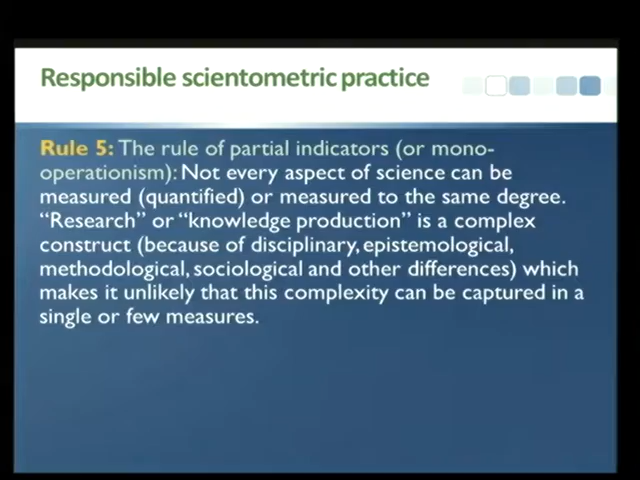 Responsible scientometric practice
Rule 5: The rule of partial indicators (or mono-
operationism): Not every aspect of science can be
measured (quantified) or measured to the same degree.
“Research” or “knowledge production” is a complex
construct (because of disciplinary, epistemological,
methodological, sociological and other differences) which
makes it unlikely that this complexity can be captured in a
single or few measures.